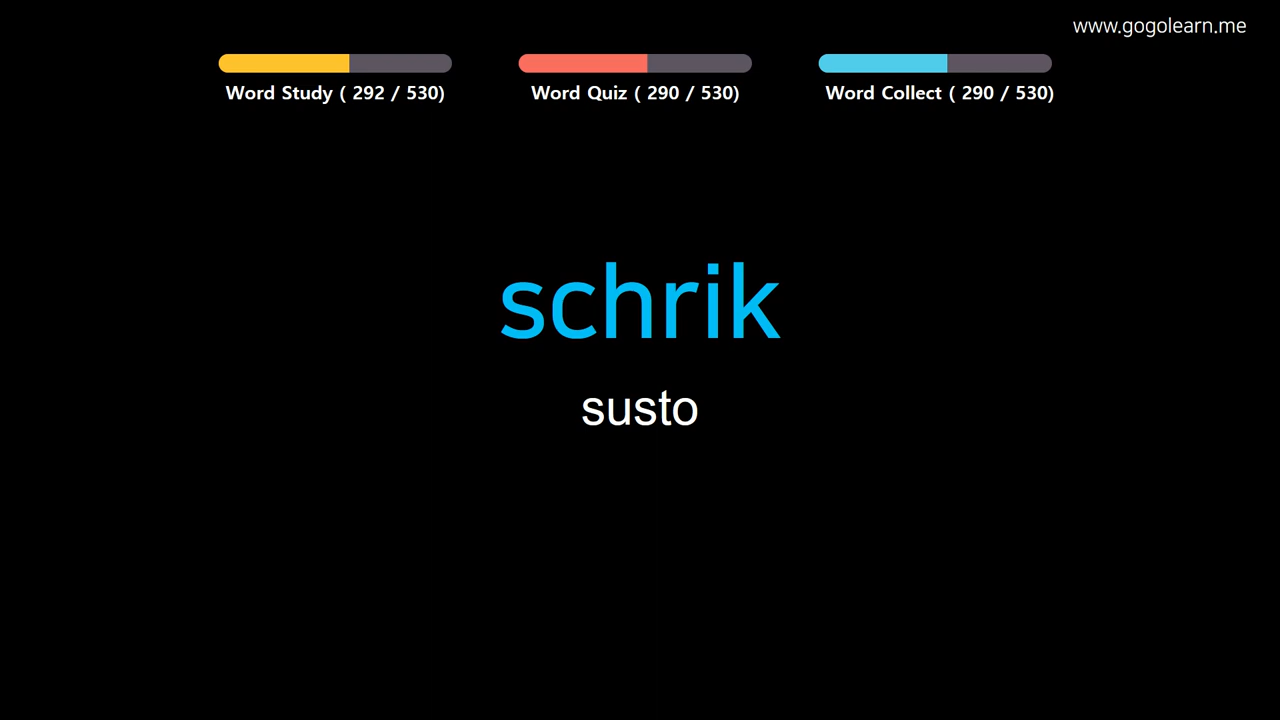 www.gogolearn.me
Word Study ( 292 / 530)
Word Quiz ( 290 / 530)
Word Collect ( 290 / 530)
schrik
susto